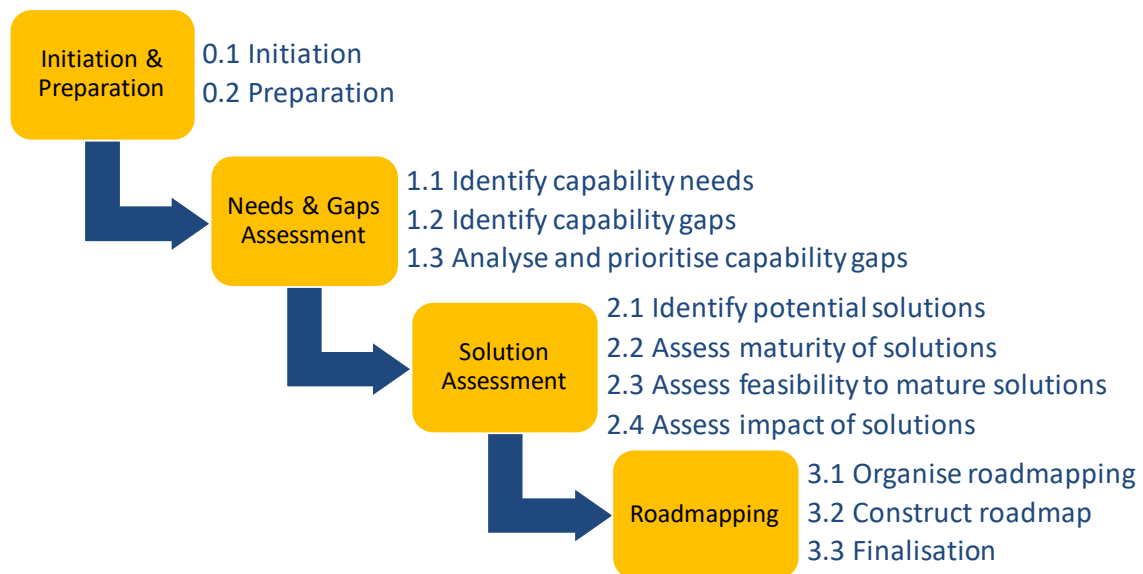 Initiation &
Preparation
0.1 Initiation
0.2 Preparation
Needs & Gaps
Assessment
1.1 Identify capability needs
1.2 Identify capability gaps
1.3 Analyse and prioritise capability gaps
Solution
Assessment
2.1 Identify potential solutions
2.2 Assess maturity of solutions
2.3 Assess feasibility to mature solutions
2.4 Assess impact of solutions
Roadmapping
3.1 Organise roadmapping
3.2 Construct roadmap
3.3 Finalisation